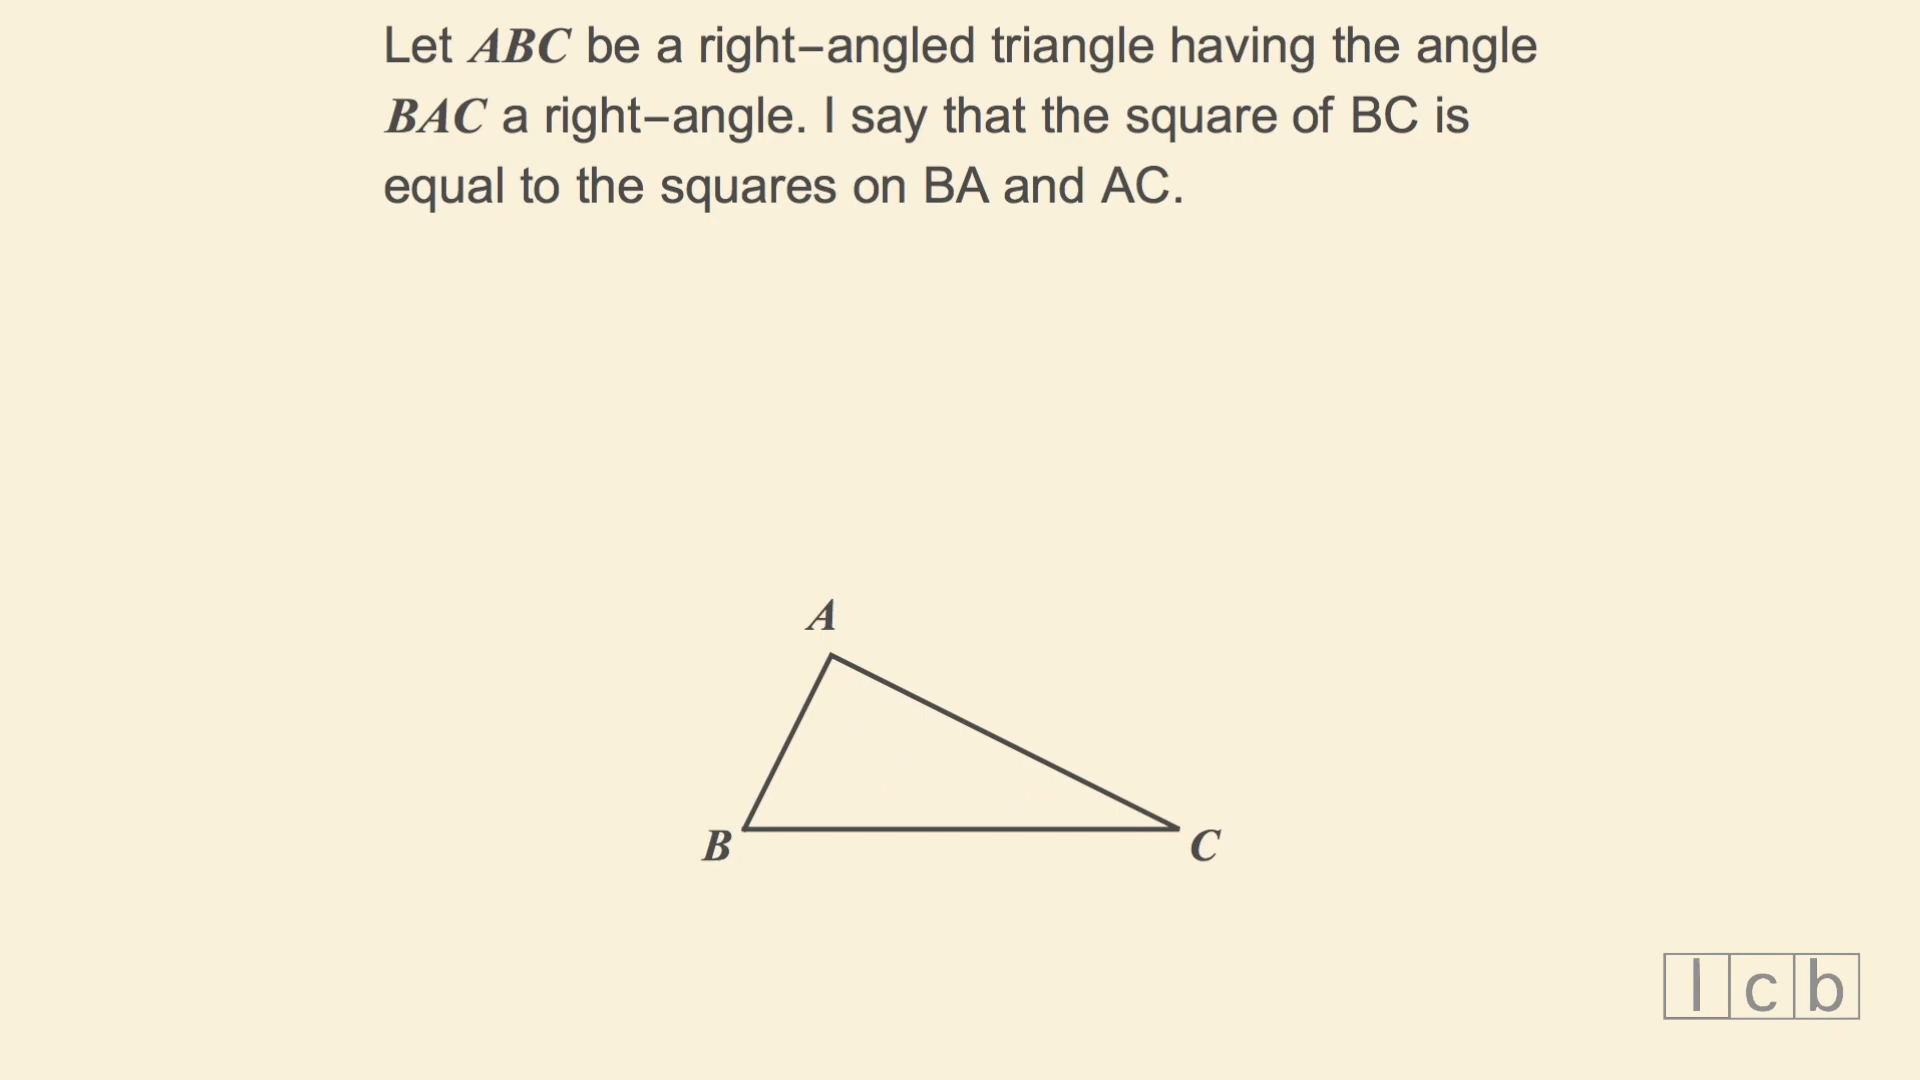 Let ABC be a right–angled triangle having the angle
BAC a right–angle. I say that the square of BC is
equal to the squares on BA and AC.
A
B
C
l c b